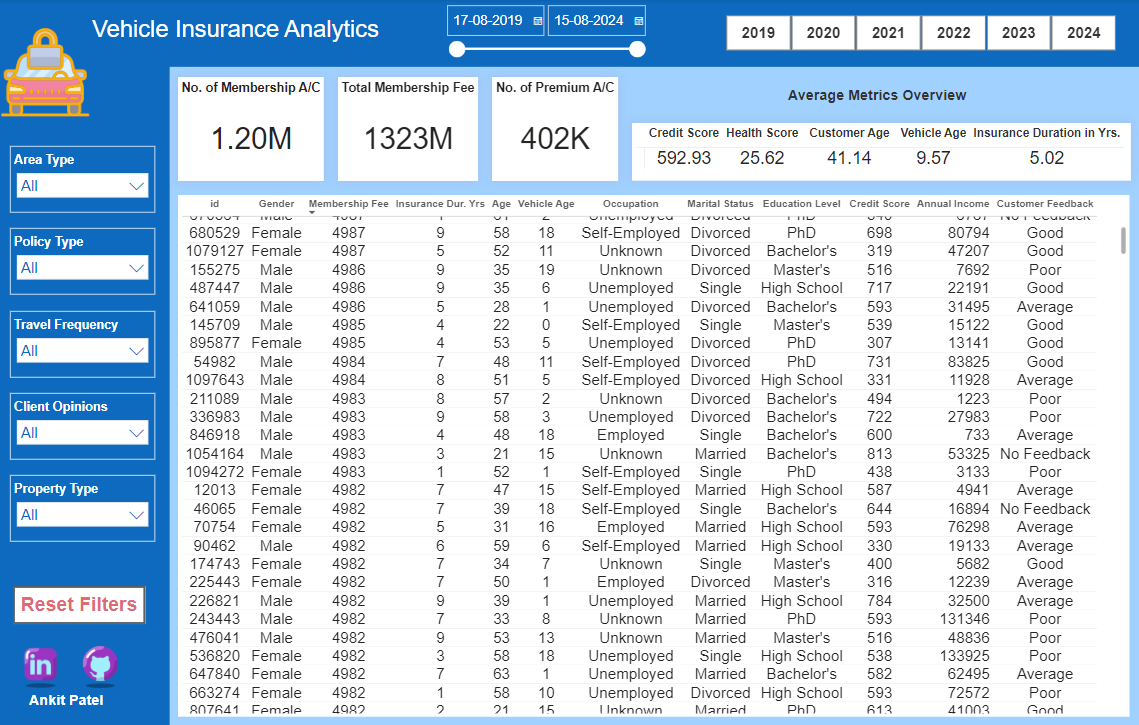 Vehicle Insurance Analytics
17-08-2019 15-08-2024
2019 2020 2021 2022 2023 2024
No. of Membership A/C
1.20M
Total Membership Fee
1323M
No. of Premium A/C
402K
Average Metrics Overview
Credit Score Health Score Customer Age Vehicle Age Insurance Duration in Yrs.
592.93 25.62 41.14 9.57 5.02
Area Type
All
Policy Type
All
Travel Frequency
All
Client Opinions
All
Property Type
All
Reset Filters
in
Ankit Patel
id Gender Membership Fee Insurance Dur. Yrs Age Vehicle Age Occupation Marital Status Education Level Credit Score Annual Income Customer Feedback
Male 4987 Unemployed Divorced PhD No Feedback
680529 Female 4987 9 58 18 Self-Employed Divorced PhD 698 80794 Good
1079127 Female 4987 5 52 11 Unknown Divorced Bachelor's 319 47207 Good
155275 Male 4986 9 35 19 Unknown Divorced Master's 516 7692 Poor
487447 Male 4986 9 35 6 Unemployed Single High School 717 22191 Good
641059 Male 4986 5 28 1 Unemployed Divorced Bachelor's 593 31495 Average
145709 Male 4985 4 22 0 Self-Employed Single Master's 539 15122 Good
895877 Female 4985 4 53 5 Unemployed Divorced PhD 307 13141 Good
54982 Male 4984 7 48 11 Self-Employed Divorced PhD 731 83825 Good
1097643 Male 4984 8 51 5 Self-Employed Divorced High School 331 11928 Average
211089 Male 4983 8 57 2 Unknown Divorced Bachelor's 494 1223 Poor
336983 Male 4983 9 58 3 Unemployed Divorced Bachelor's 722 27983 Poor
846918 Male 4983 4 48 18 Employed Single Bachelor's 600 733 Average
1054164 Male 4983 3 21 15 Unknown Married Bachelor's 813 53325 No Feedback
1094272 Female 4983 1 52 1 Self-Employed Single PhD 438 3133 Poor
12013 Female 4982 7 47 15 Self-Employed Married High School 587 4941 Average
46065 Female 4982 7 39 18 Self-Employed Single Bachelor's 644 16894 No Feedback
70754 Female 4982 5 31 16 Employed Married High School 593 76298 Average
90462 Male 4982 6 59 6 Self-Employed Married High School 330 19133 Average
174743 Female 4982 7 34 7 Unknown Single Master's 400 5682 Good
225443 Female 4982 7 50 1 Employed Divorced Master's 316 12239 Average
226821 Male 4982 9 39 1 Unemployed Married High School 784 32500 Average
243443 Male 4982 7 33 8 Unknown Married PhD 593 131346 Poor
476041 Male 4982 9 53 13 Unknown Married Master's 516 48836 Poor
536820 Female 4982 3 58 18 Unemployed Single High School 538 133925 Poor
647840 Female 4982 7 63 1 Unemployed Married Bachelor's 582 62495 Average
663274 Female 4982 1 58 10 Unemployed Divorced High School 593 72572 Poor
807641 Female 4982 2 21 15 Unknown Married PhD 613 41003 Good